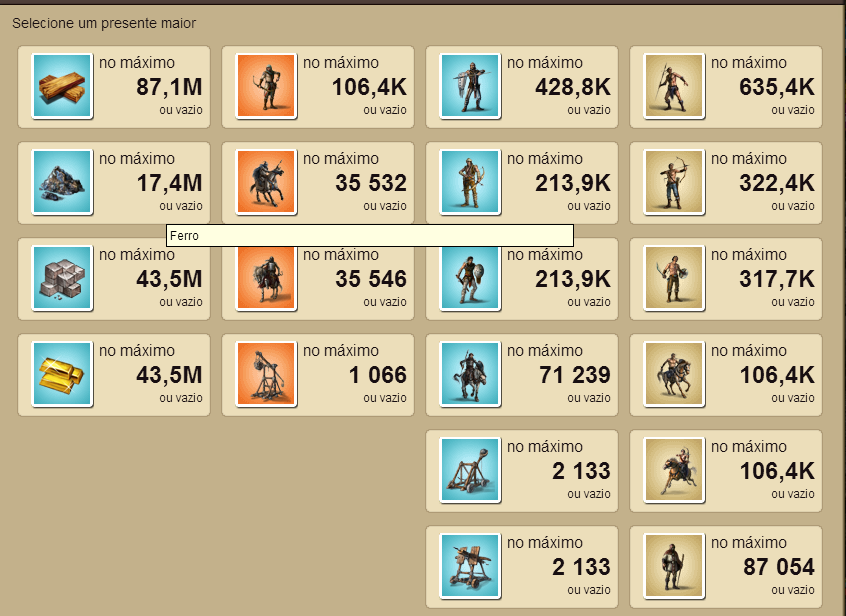 Selecione um presente maior
no máximo
87,1M
ou vazio
no máximo
106,4K
ou vazio
no máximo
428,8K
ou vazio
no máximo
635,4K
ou vazio
no máximo
17,4M
ou vazio
no máximo
35 532
ou vazio
no máximo
213,9K
ou vazio
no máximo
322,4K
ou vazio
Ferro
no máximo
43,5M
ou vazio
no máximo
35 546
ou vazio
no máximo
213,9K
ou vazio
no máximo
317,7K
ou vazio
no máximo
43,5M
ou vazio
no máximo
1 066
ou vazio
no máximo
71 239
ou vazio
no máximo
106,4K
ou vazio
no máximo
2 133
ou vazio
no máximo
106,4K
ou vazio
no máximo
2 133
ou vazio
no máximo
87 054
ou vazio